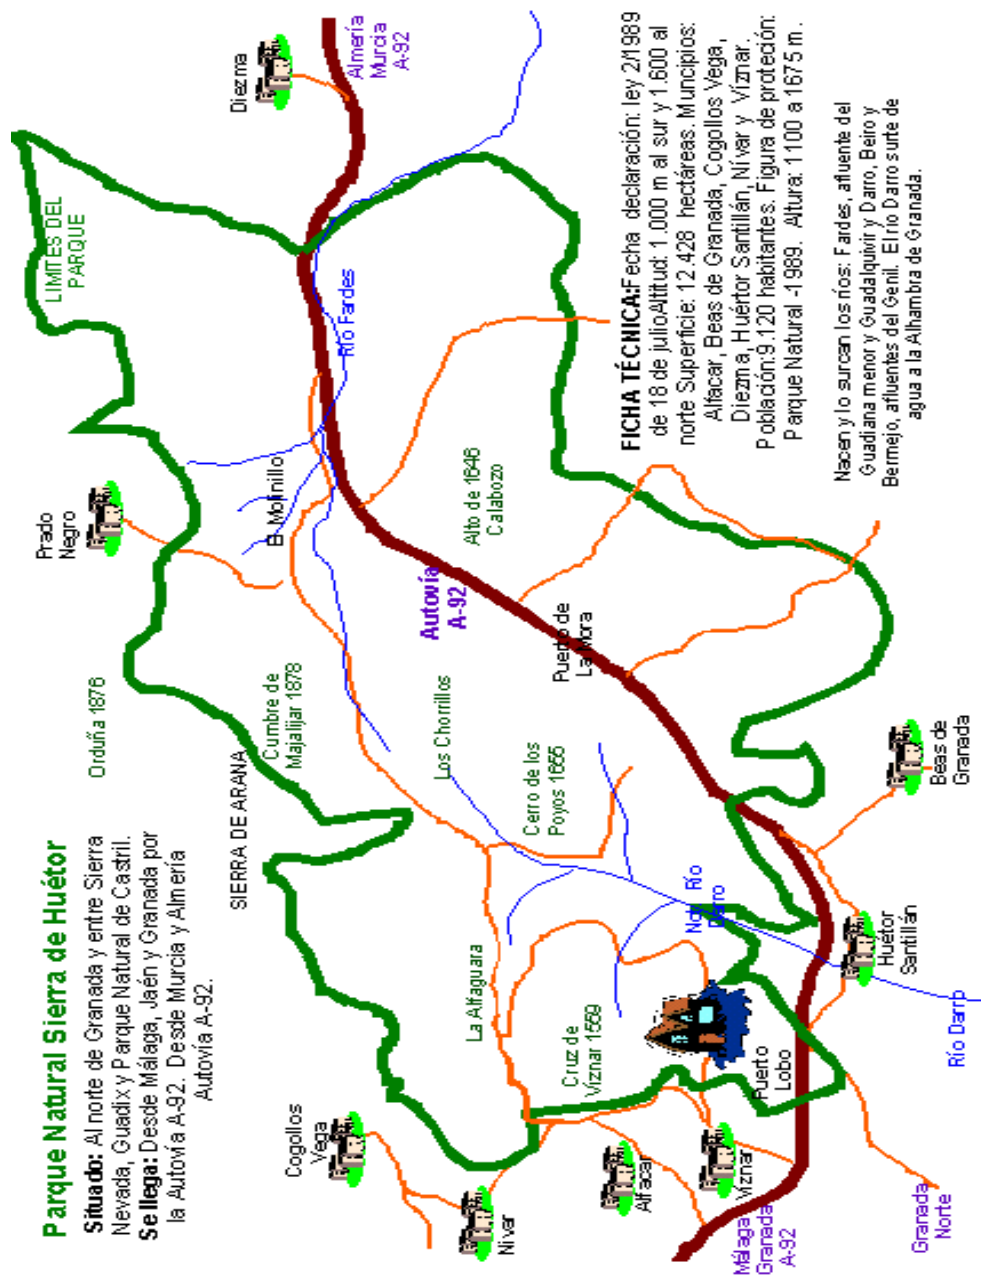 Parque Natural Sierra de Huétor
Situado: Al norte de Granada y entre Sierra
Nevada, Guadix y Parque Natural de Castril.
Se llega: Desde Málaga, Jaén y Granada por
la Autovía A-92. Desde Murcia y Almería
Autovía A-92.
Orduña 1876
Prado
Negro
LIMITES DEL
PARQUE
Diezma
SIERRA DE ARANA
Cumbre de
Majalijar 1878
El Molinillo
Río Fardes
Almería
Murcia
A-92
Cogollos
Vega
Los Chorrillos
Autovía
A-92
Alto de 1646
Calabozo
Nívar
La Alfaguara
Cerro de los
Poyos 1655
Puerto de
La Mora
Cruz de
Víznar 1559
Alfacar
Víznar
Puerto
Lobo
Río
Darro
Málaga
Granada
A-92
Huétor
Santillán
Beas de
Granada
Granada
Norte
Río Darro
FICHA TÉCNICA:Fecha declaración: ley 2/1989
de 18 de julioAltitud: 1.000 m al sur y 1.600 al
norte Superficie: 12.428 hectáreas. Muncipios:
Alfacar, Beas de Granada, Cogollos Vega,
Diezma, Huértor Santillán, Nívar y Víznar.
Población:9.120 habitantes. Figura de proteción:
Parque Natural -1989. Altura: 1100 a 1675 m.
Nacen y lo surcan los ríos: Fardes, afluente del
Guadiana menor y Guadalquivir y Darro, Beiro y
Bermejo, afluentes del Genil. El río Darro surte de
agua a la Alhambra de Granada.